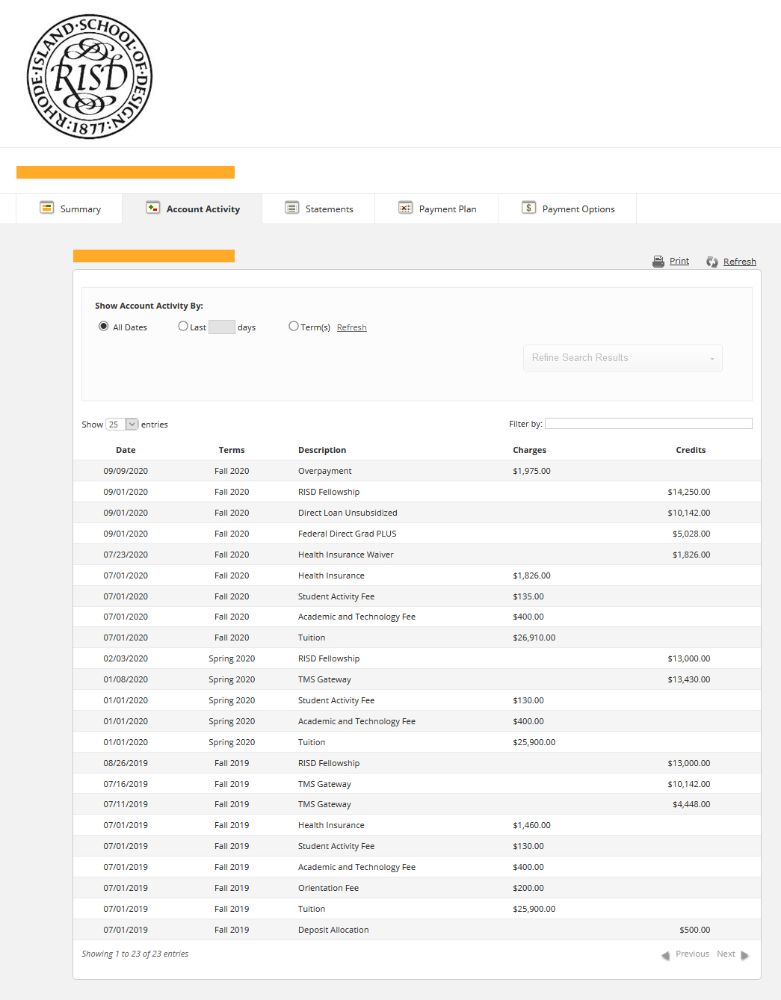 RHODE·ISLAND·SCHOOL·OF·DESIGN·
RISD
:1877:
Summary Account Activity Statements Payment Plan Payment Options
Print Refresh
Show Account Activity By:
All Dates Last days Term(s) Refresh
Refine Search Results
Show 25 entries Filter by:
Date Terms Description Charges Credits
09/09/2020 Fall 2020 Overpayment $1,975.00
09/01/2020 Fall 2020 RISD Fellowship $14,250.00
09/01/2020 Fall 2020 Direct Loan Unsubsidized $10,142.00
09/01/2020 Fall 2020 Federal Direct Grad PLUS $5,028.00
07/23/2020 Fall 2020 Health Insurance Waiver $1,826.00
07/01/2020 Fall 2020 Health Insurance $1,826.00
07/01/2020 Fall 2020 Student Activity Fee $135.00
07/01/2020 Fall 2020 Academic and Technology Fee $400.00
07/01/2020 Fall 2020 Tuition $26,910.00
02/03/2020 Spring 2020 RISD Fellowship $13,000.00
01/08/2020 Spring 2020 TMS Gateway $13,430.00
01/01/2020 Spring 2020 Student Activity Fee $130.00
01/01/2020 Spring 2020 Academic and Technology Fee $400.00
01/01/2020 Spring 2020 Tuition $25,900.00
08/26/2019 Fall 2019 RISD Fellowship $13,000.00
07/16/2019 Fall 2019 TMS Gateway $10,142.00
07/11/2019 Fall 2019 TMS Gateway $4,448.00
07/01/2019 Fall 2019 Health Insurance $1,460.00
07/01/2019 Fall 2019 Student Activity Fee $130.00
07/01/2019 Fall 2019 Academic and Technology Fee $400.00
07/01/2019 Fall 2019 Orientation Fee $200.00
07/01/2019 Fall 2019 Tuition $25,900.00
07/01/2019 Fall 2019 Deposit Allocation $500.00
Showing 1 to 23 of 23 entries Previous Next